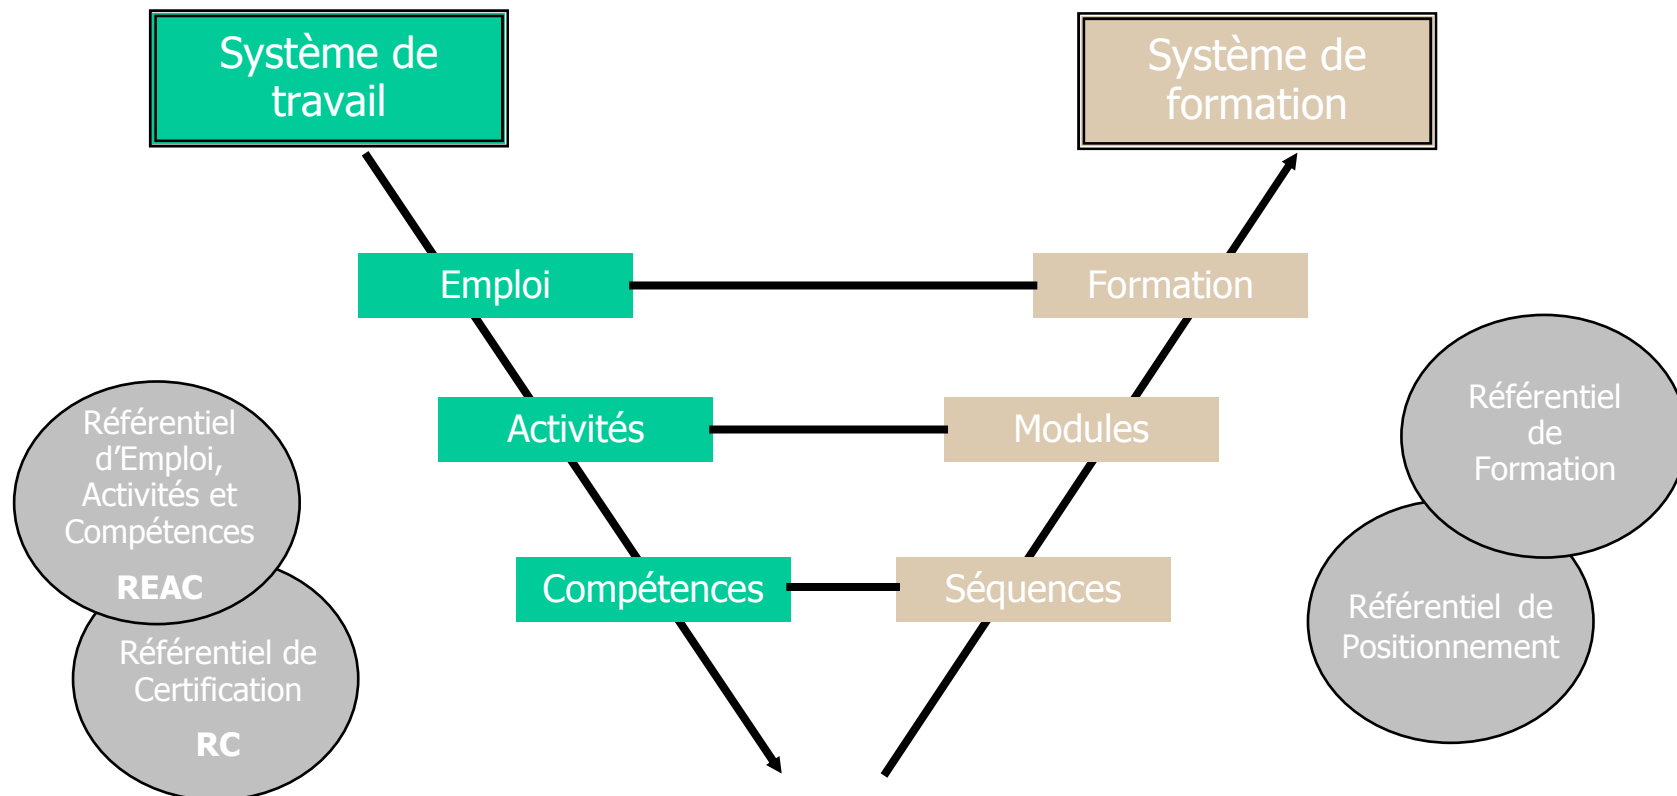 Système de
travail
Système de
formation
Emploi
Formation
Activités
Modules
Compétences
Séquences
Référentiel
d'Emploi,
Activités et
Compétences
REAC
Référentiel de
Certification
RC
Référentiel
de
Formation
Référentiel de
Positionnement